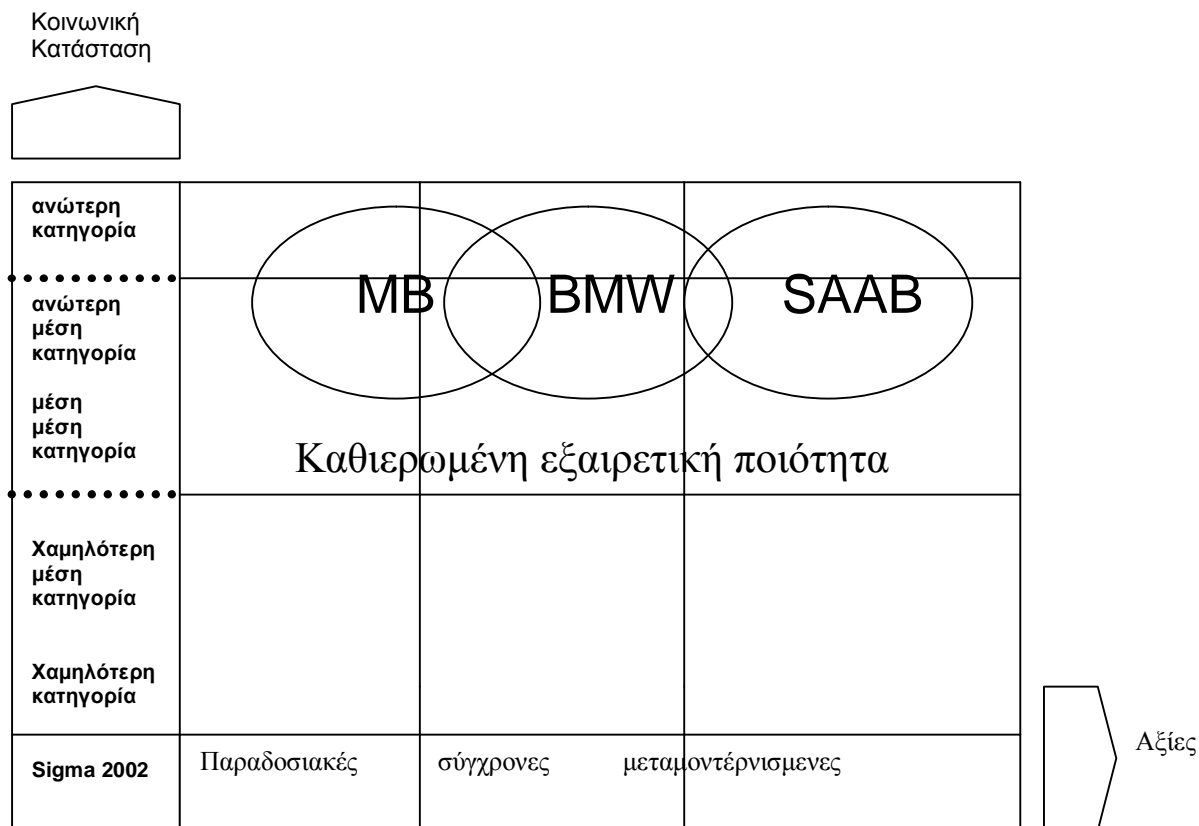 Κοινωνική
Κατάσταση
ανώτερη
κατηγορία
ανώτερη
μέση
κατηγορία
MB BMW SAAB
μέση
μέση
κατηγορία
Καθιερωμένη εξαιρετική ποιότητα
Χαμηλότερη
μέση
κατηγορία
Χαμηλότερη
κατηγορία
Sigma 2002 Παραδοσιακές σύγχρονες μεταμοντέρνισμενες
Αξίες